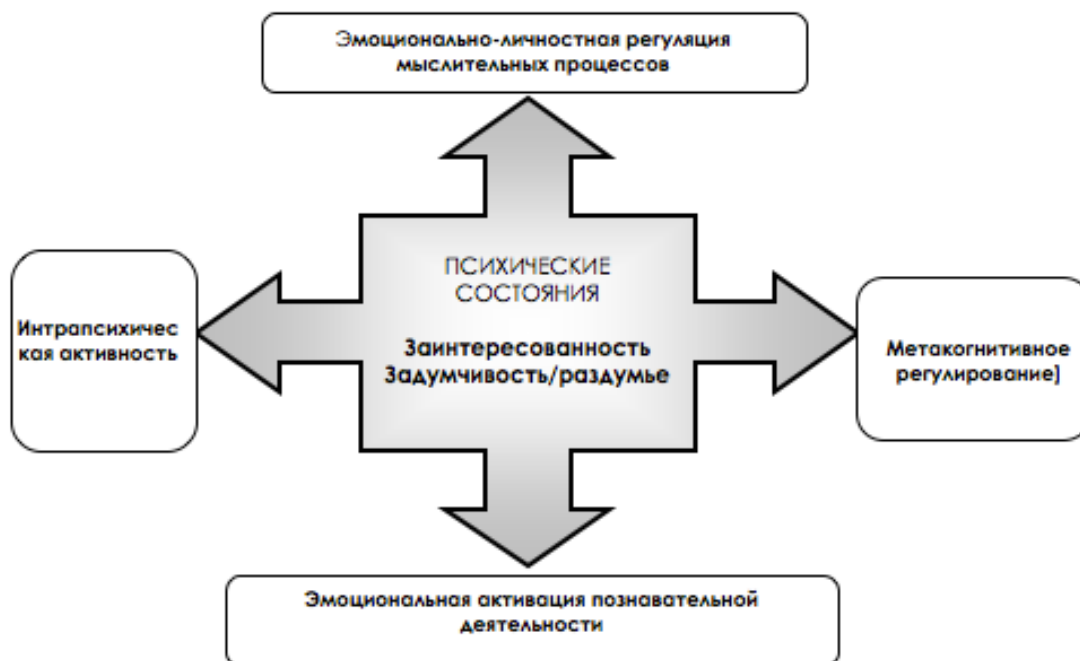 Эмоционально-личностная регуляция
мыслительных процессов
ПСИХИЧЕСКИЕ
СОСТОЯНИЯ
Интрапсихичес
кая активность
Заинтересованность
Задумчивость/раздумье
Метакогнитивное
регулирование]
Эмоциональная активация познавательной
деятельности